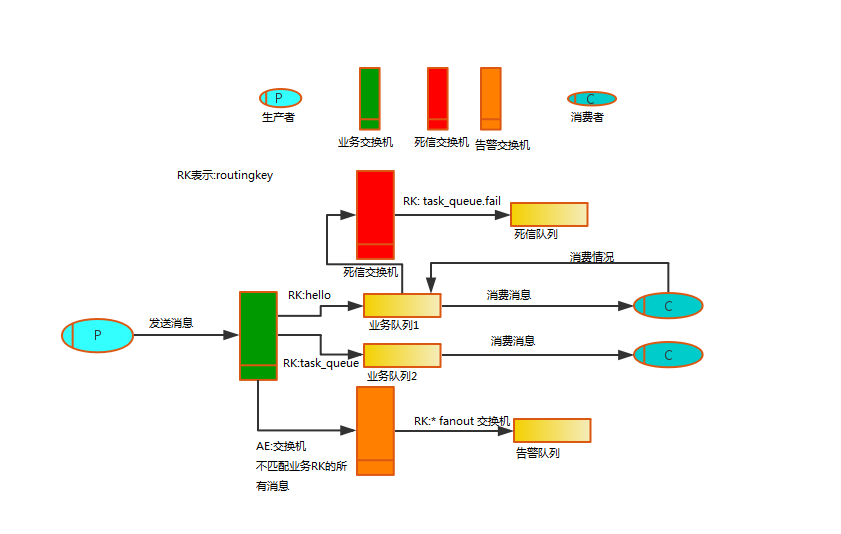 P
C
生产者
消费者
业务交换机
死信交换机
告警交换机
RK表示:routingkey
RK: task_queue.fail
死信队列
消费情况
死信交换机
RK:hello
消费消息
C
发送消息
业务队列1
P
消费消息
C
RK:task_queue
业务队列2
RK:* fanout 交换机
AE:交换机
不匹配业务RK的所
有消息
告警队列